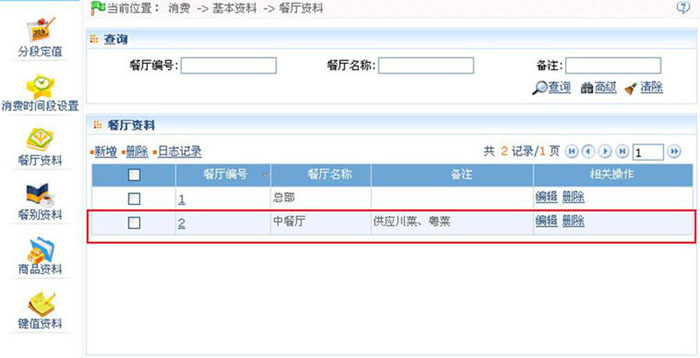 当前位置: 消费 -> 基本资料 -> 餐厅资料
分段定值
消费时间段设置
餐厅资料
餐别资料
商品资料
键值资料
查询
餐厅编号: 餐厅名称: 备注:
查询 高级 清除
餐厅资料
新增 删除 日志记录 共 2 记录/1 页 1
餐厅编号 餐厅名称 备注 相关操作
1 总部 编辑 删除
2 中餐厅 供应川菜、粤菜 编辑 删除